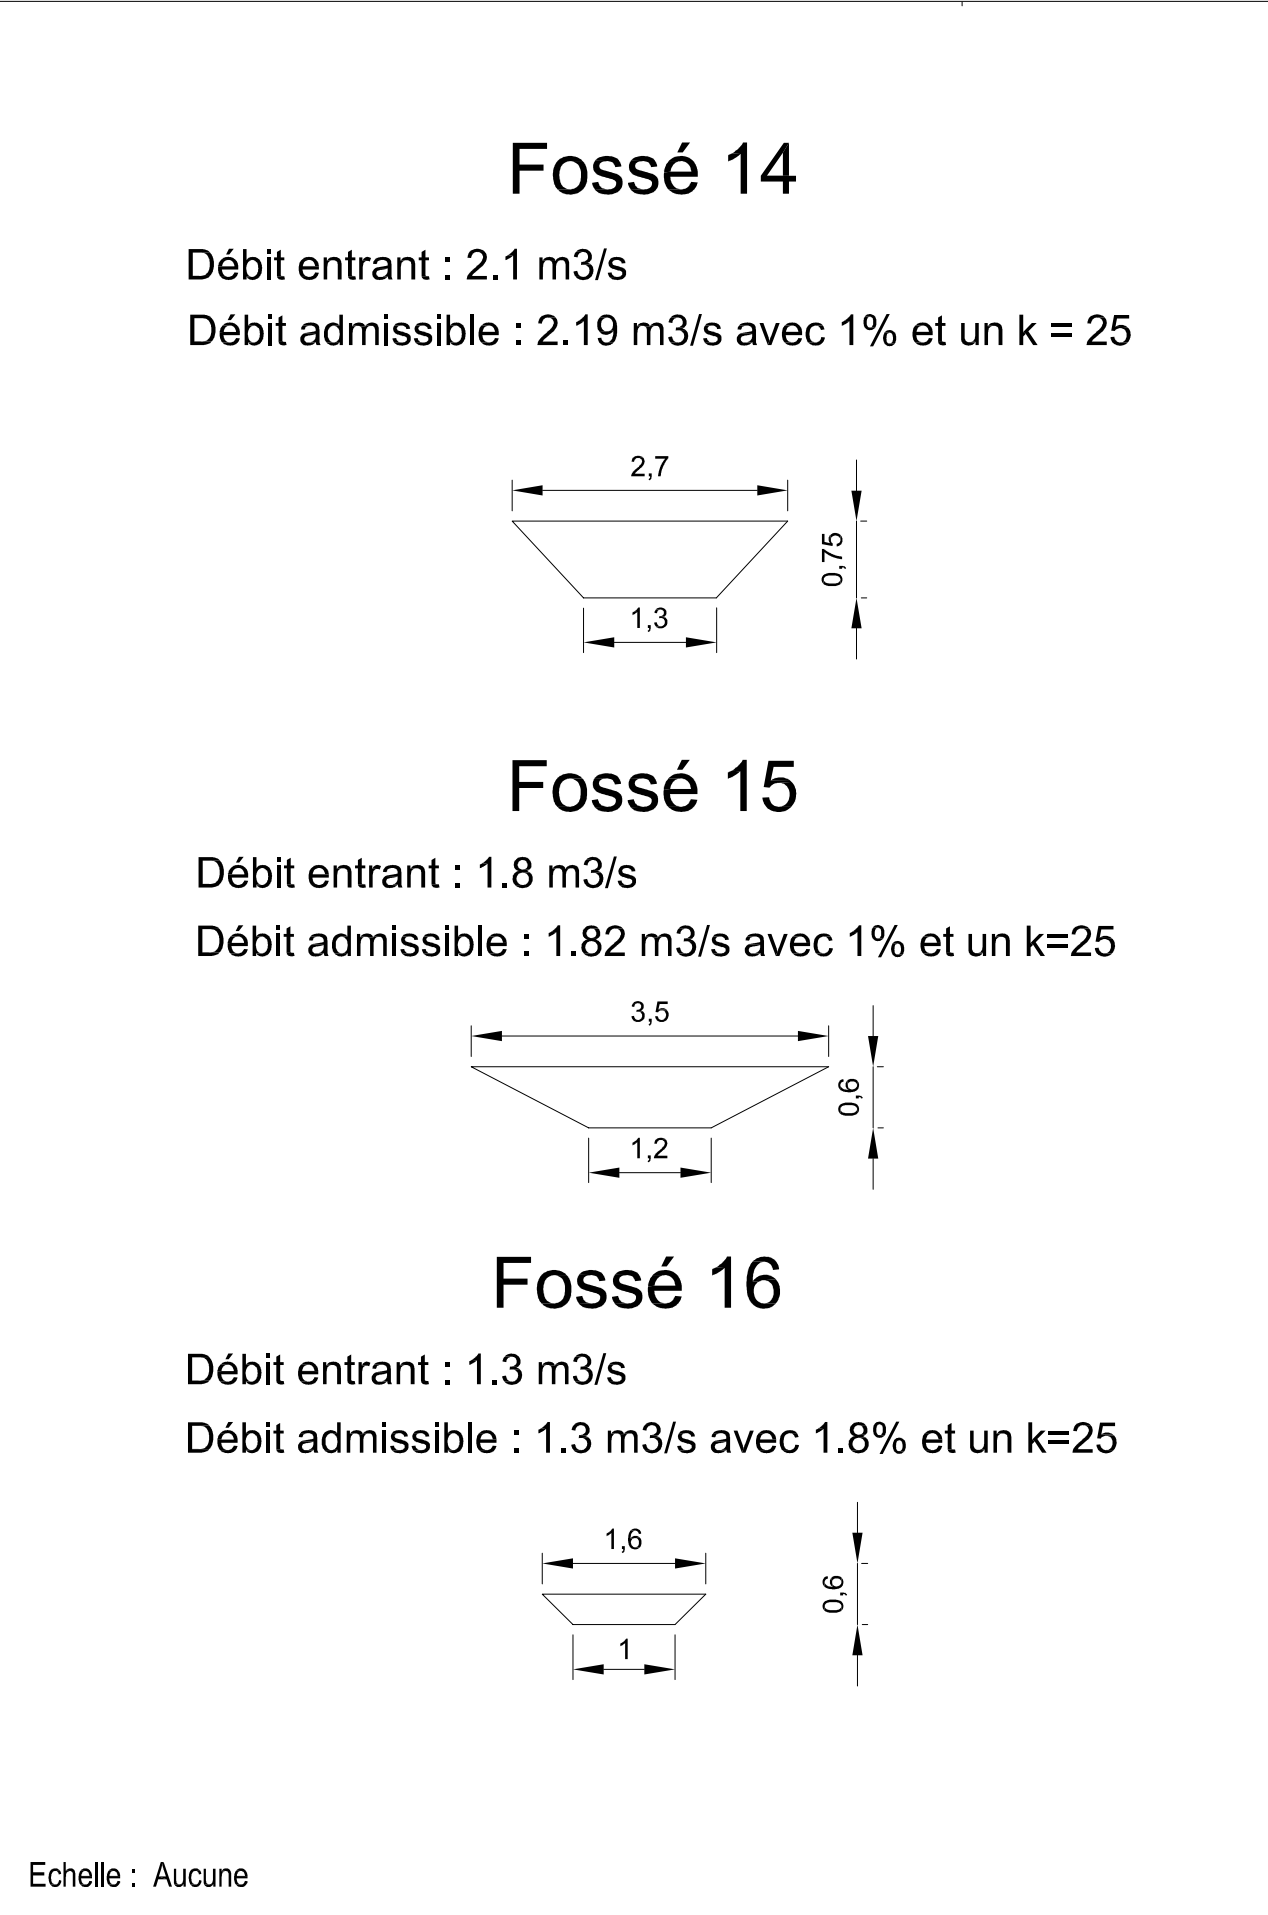 Fossé 14
Débit entrant : 2.1 m3/s
Débit admissible : 2.19 m3/s avec 1% et un k = 25
2,7
0,75
1,3
Fossé 15
Débit entrant : 1.8 m3/s
Débit admissible : 1.82 m3/s avec 1% et un k=25
3,5
0,6
1,2
Fossé 16
Débit entrant : 1.3 m3/s
Débit admissible : 1.3 m3/s avec 1.8% et un k=25
1,6
0,6
1
Echelle : Aucune